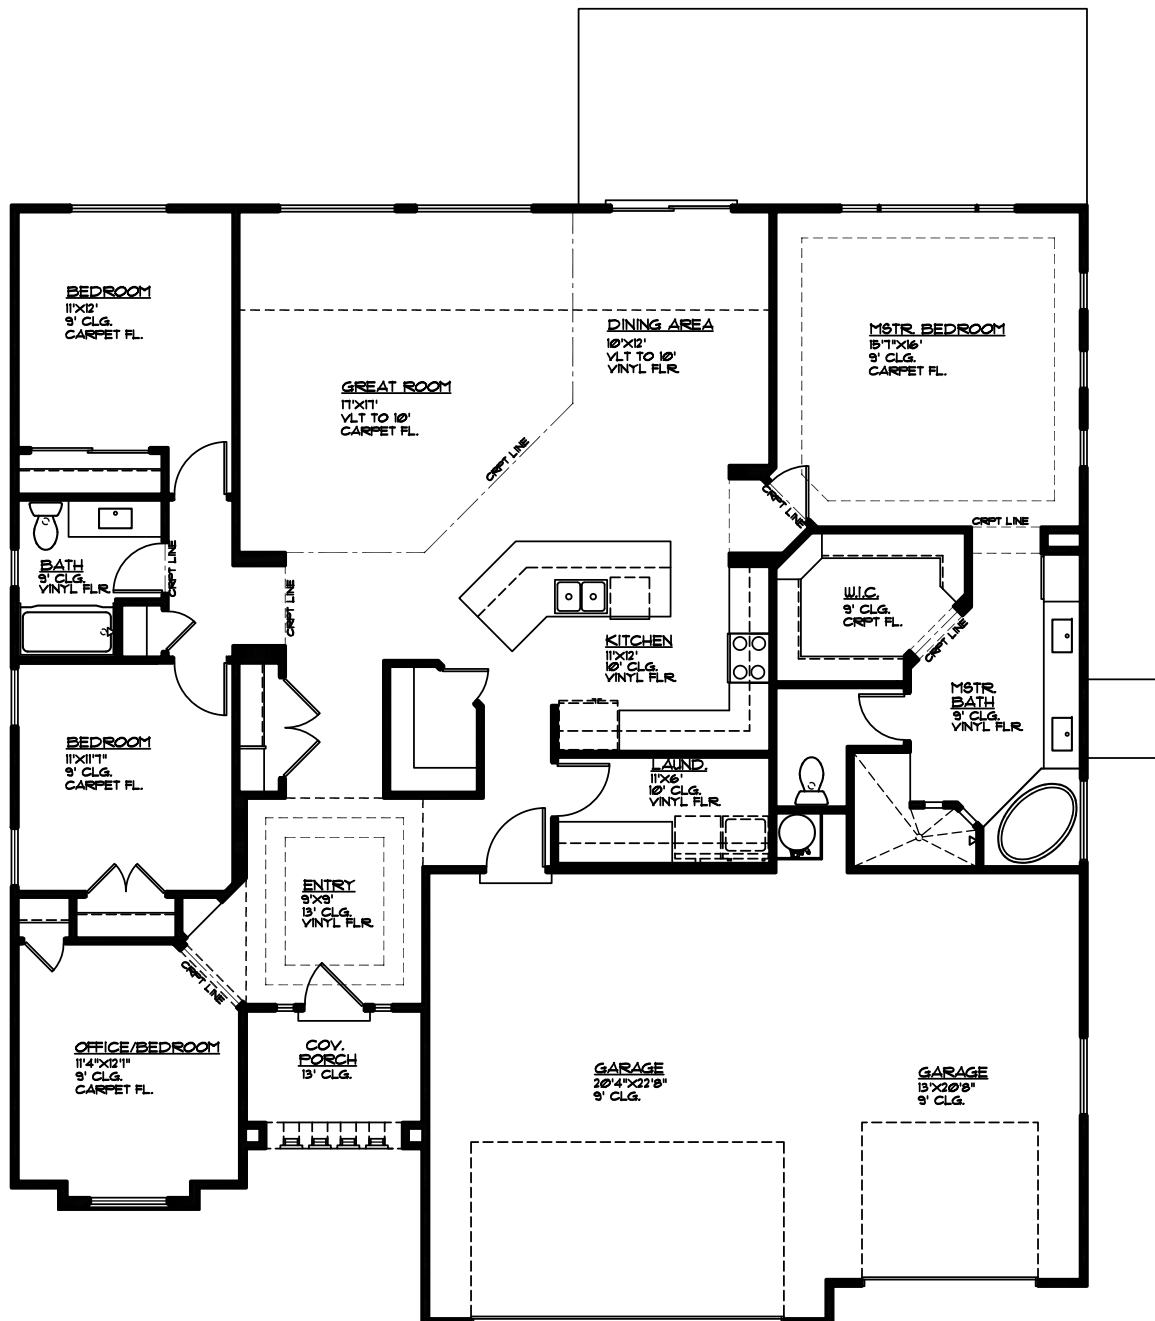 BEDROOM
11'X12'
9' CLG.
CARPET FL.
DINING AREA
10'X12'
VLT TO 10'
VINYL FLR
MSTR. BEDROOM
15'7"X16'
9' CLG.
CARPET FL.
GREAT ROOM
17'X17'
VLT TO 10'
CARPET FL.
CRPT LINE
CRPT LINE
CRPT LINE
BATH
9' CLG.
VINYL FLR.
CRPT LINE
CRPT LINE
W.I.C.
9' CLG.
CRPT FL.
CRPT LINE
KITCHEN
11'X12'
10' CLG.
VINYL FLR
MSTR.
BATH
9' CLG.
VINYL FLR
BEDROOM
11'X11'7"
9' CLG.
CARPET FL.
LAUND.
11'X6'
10' CLG.
VINYL FLR
ENTRY
9'X9'
13' CLG.
VINYL FLR
CRPT LINE
OFFICE/BEDROOM
11'4"X12'1"
9' CLG.
CARPET FL.
COV.
PORCH
13' CLG.
GARAGE
20'4"X22'8"
9' CLG.
GARAGE
13'X20'8"
9' CLG.